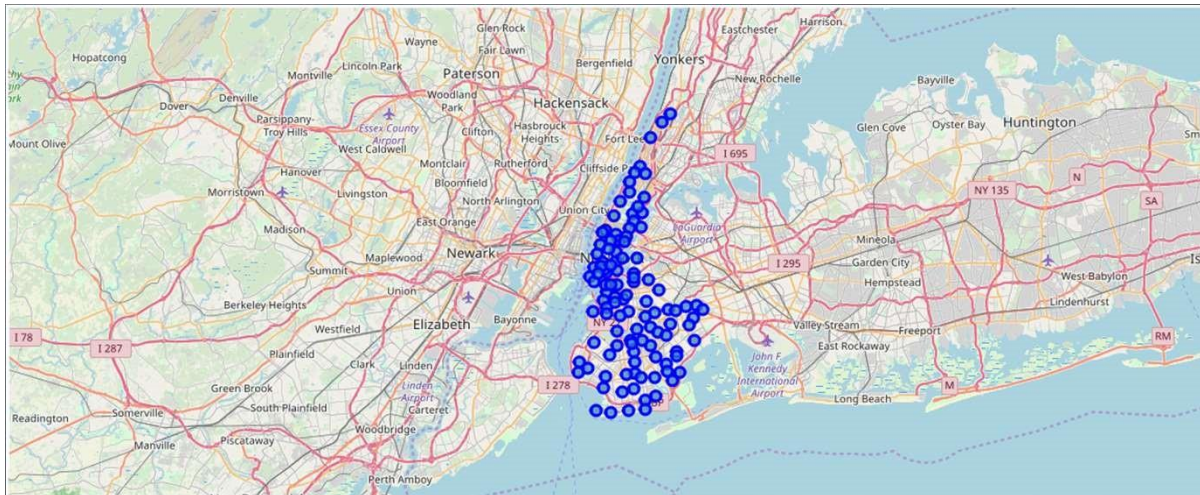 Harrison
Eastchester
Glen Rock
Wayne
Fair Lawn
Hopatcong
Yonkers
Bergenfield
Lincoln Park
Montville
Paterson
New Rochelle
Bayville
Woodland
Park
Denville
Dover
Hackensack
Parsippany-
Troy Hills
Essex County
Airport
Clifton
Hasbrouck
Heights
Fort Lee
Glen Cove
Oyster Bay
Huntington
Mount Olive
West Caldwell
I 695
Hanover
Montclair
Rutherford
Cliffside P
N
Morristown
Livingston
Bloomfield
NY 135
North Arlington
SA
Union City
East Orange
LaGuardia
Airport
Madison
Mineola
Maplewood
Newark
N
I 295
Garden City
Summit
West Babylon
Hempstead
Union
Berkeley Heights
Lindenhurst
Bayonne
Elizabeth
NY 2
Valley Stream
Freeport
I 78
Westfield
I 287
East Rockaway
RM
Plainfield
John F.
Kennedy
International
Airport
Clark
Linden
Green Brook
Linden
Airport
I 278
M
Long Beach
South Plainfield
Carteret
Readington
Somerville
Woodbridge
Piscataway
Manville
Perth Amboy